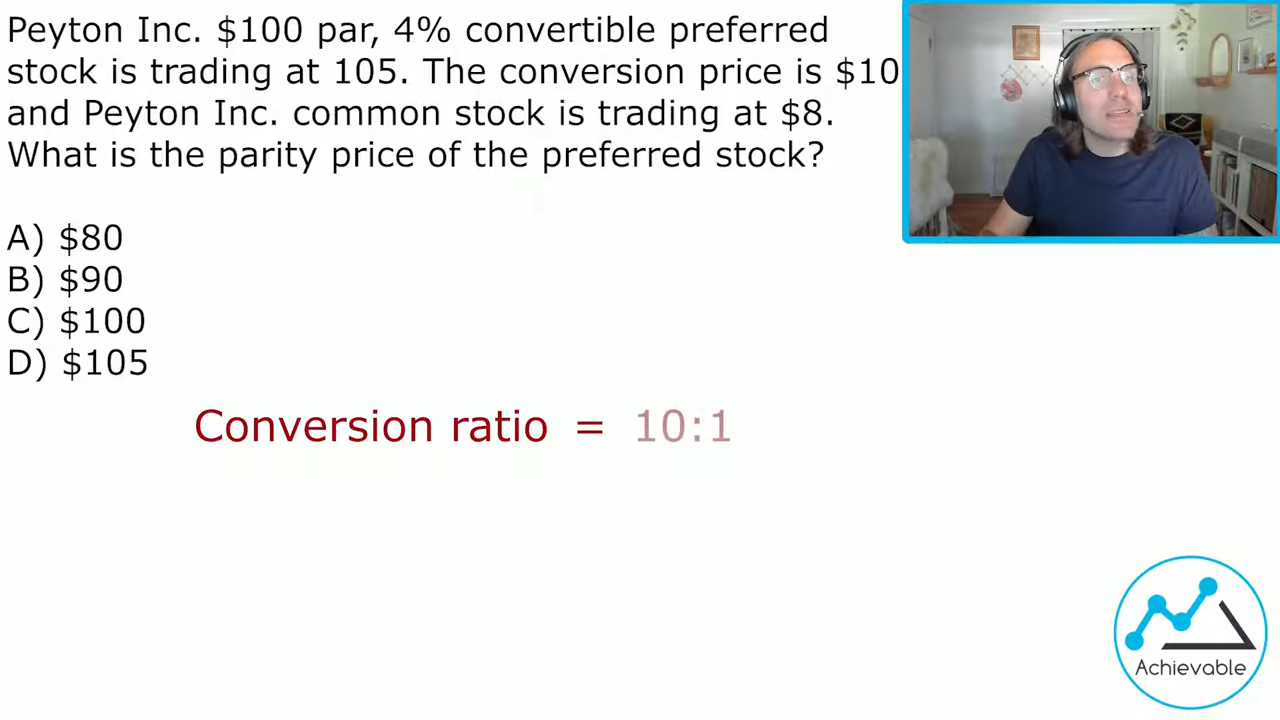 Peyton Inc. $100 par, 4% convertible preferred
stock is trading at 105. The conversion price is $10
and Peyton Inc. common stock is trading at $8.
What is the parity price of the preferred stock?
A) $80
B) $90
C) $100
D) $105
Conversion ratio = 10:1
Achievable